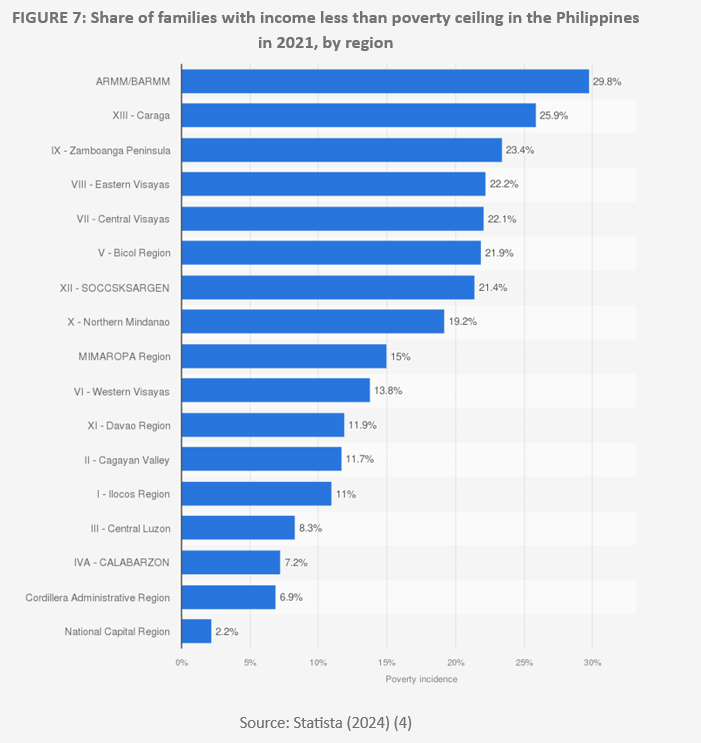 FIGURE 7: Share of families with income less than poverty ceiling in the Philippines
in 2021, by region
ARMM/BARMM 29.8%
XIII - Caraga 25.9%
IX - Zamboanga Peninsula 23.4%
VIII - Eastern Visayas 22.2%
VII - Central Visayas 22.1%
V - Bicol Region 21.9%
XII - SOCCSKSARGEN 21.4%
X - Northern Mindanao 19.2%
MIMAROPA Region 15%
VI - Western Visayas 13.8%
XI - Davao Region 11.9%
II - Cagayan Valley 11.7%
I - Ilocos Region 11%
III - Central Luzon 8.3%
IVA - CALABARZON 7.2%
Cordillera Administrative Region 6.9%
National Capital Region 2.2%
0% 5% 10% 15% 20% 25% 30%
Poverty incidence
Source: Statista (2024) (4)